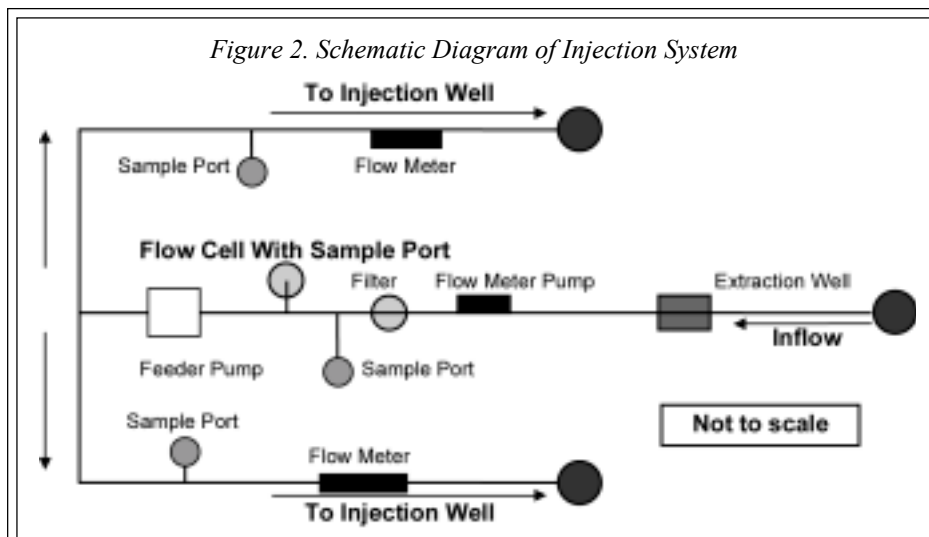 Figure 2. Schematic Diagram of Injection System
To Injection Well
Sample Port
Flow Meter
Flow Cell With Sample Port
Filter
Flow Meter Pump
Extraction Well
Inflow
Feeder Pump
Sample Port
Sample Port
Not to scale
Flow Meter
To Injection Well